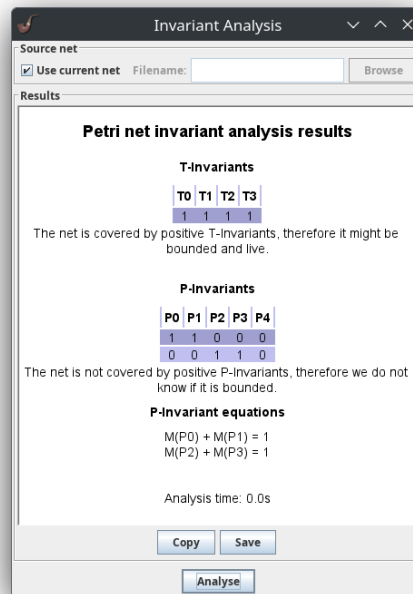 Invariant Analysis
Source net
Use current net Filename: Browse
Results
Petri net invariant analysis results
T-Invariants
T0 T1 T2 T3
1 1 1 1
The net is covered by positive T-Invariants, therefore it might be
bounded and live.
P-Invariants
P0 P1 P2 P3 P4
1 1 0 0 0
0 0 1 1 0
The net is not covered by positive P-Invariants, therefore we do not
know if it is bounded.
P-Invariant equations
M(P0) + M(P1) = 1
M(P2) + M(P3) = 1
Analysis time: 0.0s
Copy Save
Analyse